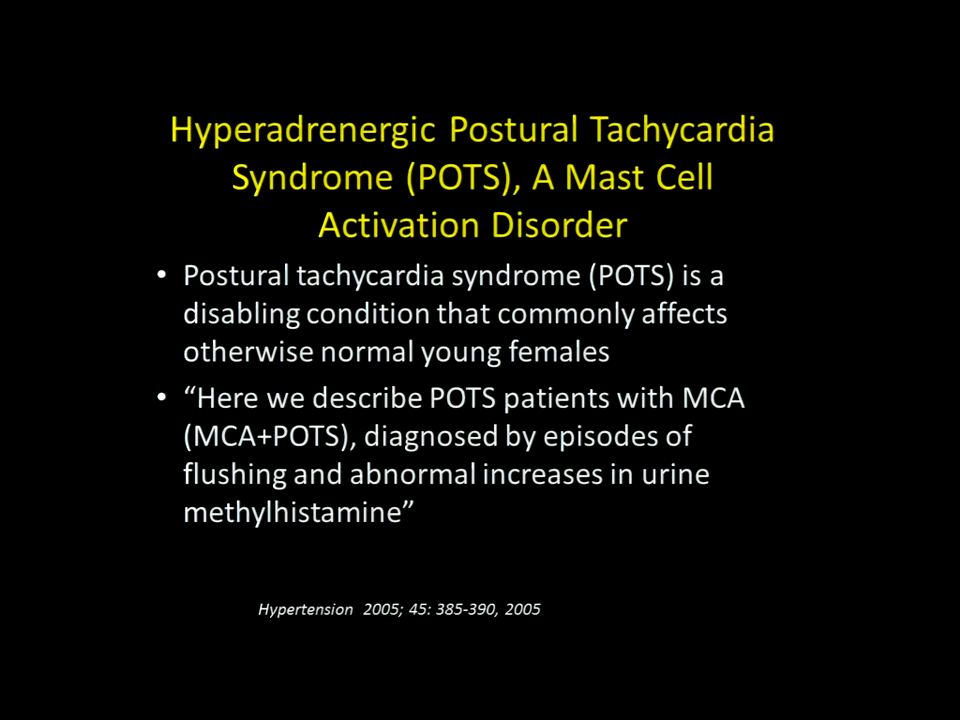 Hyperadrenergic Postural Tachycardia
Syndrome (POTS), A Mast Cell
Activation Disorder
• Postural tachycardia syndrome (POTS) is a
disabling condition that commonly affects
otherwise normal young females
• “Here we describe POTS patients with MCA
(MCA+POTS), diagnosed by episodes of
flushing and abnormal increases in urine
methylhistamine”
Hypertension 2005; 45: 385-390, 2005